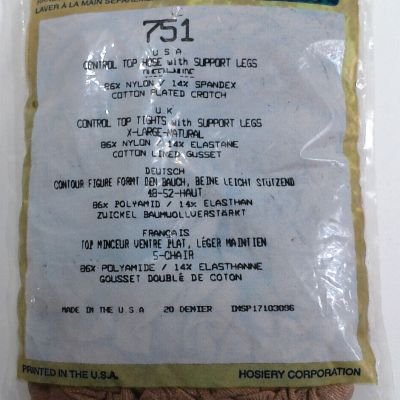 LAVER À LA MAIN SÉPARÉMENT
751
U S A
CONTROL TOP HOSE with SUPPORT LEGS
QUEEN-NUDE
86% NYLON / 14% SPANDEX
COTTON PLATED CROTCH
U.K
CONTROL TOP TIGHTS with SUPPORT LEGS
X-LARGE-NATURAL
86% NYLON / 14% ELASTANE
COTTON LINED GUSSET
DEUTSCH
CONTOUR FIGURE FORMT DEN BAUCH, BEINE LEICHT STÜTZEND
48-52-HAUT
86% POLYAMID / 14% ELASTHAN
ZWICKEL BAUMWOLLVERSTÄRKT
FRANÇAIS
TOP MINCEUR VENTRE PLAT, LÉGER MAINTIEN
5-CHAIR
86% POLYAMIDE / 14% ELASTHANNE
GOUSSET DOUBLÉ DE COTON
MADE IN THE U S A 20 DENIER IMSP17103096
PRINTED IN THE U.S.A. HOSIERY CORPORATION